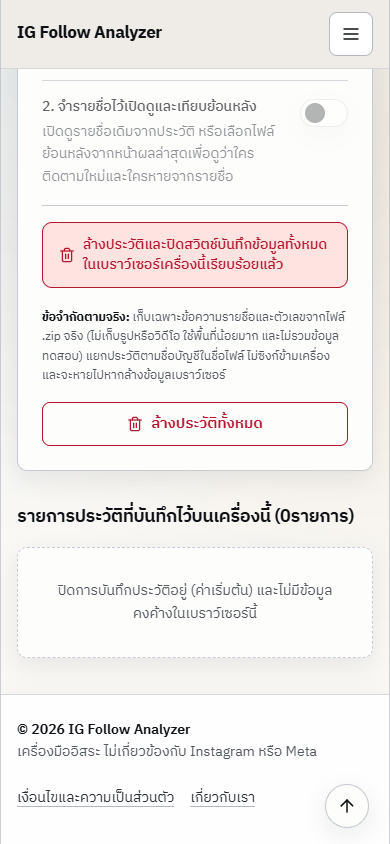 IG Follow Analyzer
2. จำรายชื่อไว้เปิดดูและเทียบย้อนหลัง
เปิดดูรายชื่อเดิมจากประวัติ หรือเลือกไฟล์
ย้อนหลังจากหน้าผลล่าสุดเพื่อดูว่าใคร
ติดตามใหม่และใครหายจากรายชื่อ
ล้างประวัติและปิดสวิตช์บันทึกข้อมูลทั้งหมด
ในเบราว์เซอร์เครื่องนี้เรียบร้อยแล้ว
ข้อจำกัดตามจริง: เก็บเฉพาะข้อความรายชื่อและตัวเลขจากไฟล์
.zip จริง (ไม่เก็บรูปหรือวิดีโอ ใช้พื้นที่น้อยมาก และไม่รวมข้อมูล
ทดสอบ) แยกประวัติตามชื่อบัญชีในชื่อไฟล์ ไม่ซิงก์ข้ามเครื่อง
และจะหายไปหากล้างข้อมูลเบราว์เซอร์
ล้างประวัติทั้งหมด
รายการประวัติที่บันทึกไว้บนเครื่องนี้ (0รายการ)
ปิดการบันทึกประวัติอยู่ (ค่าเริ่มต้น) และไม่มีข้อมูล
คงค้างในเบราว์เซอร์นี้
© 2026 IG Follow Analyzer
เครื่องมืออิสระ ไม่เกี่ยวข้องกับ Instagram หรือ Meta
เงื่อนไขและความเป็นส่วนตัว เกี่ยวกับเรา